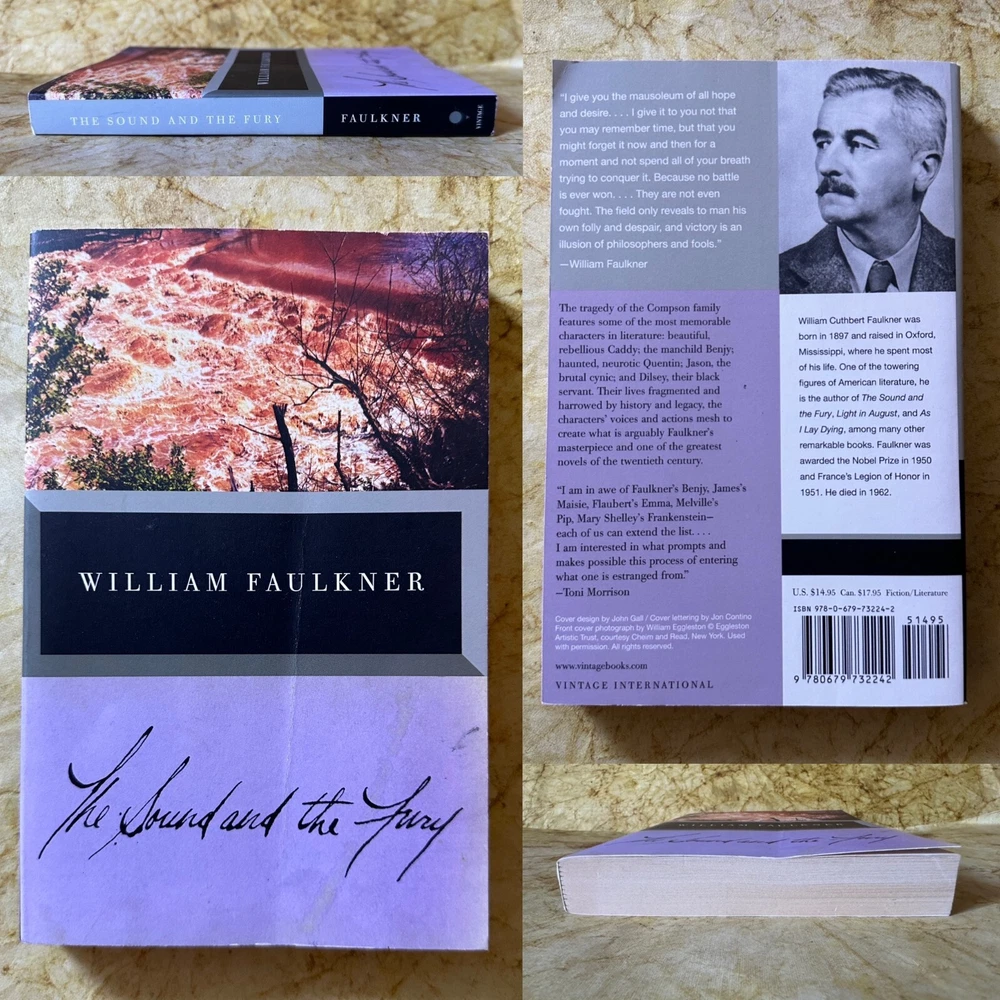 WILLIAM FAULKNER
THE SOUND AND THE FURY
FAULKNER
VINTAGE
WILLIAM FAULKNER
The Sound and the Fury
"I give you the mausoleum of all hope
and desire. . . . I give it to you not that
you may remember time, but that you
might forget it now and then for a
moment and not spend all of your breath
trying to conquer it. Because no battle
is ever won. . . . They are not even
fought. The field only reveals to man his
own folly and despair, and victory is an
illusion of philosophers and fools."
—William Faulkner
The tragedy of the Compson family
features some of the most memorable
characters in literature: beautiful,
rebellious Caddy; the manchild Benjy;
haunted, neurotic Quentin; Jason, the
brutal cynic; and Dilsey, their black
servant. Their lives fragmented and
harrowed by history and legacy, the
characters' voices and actions mesh to
create what is arguably Faulkner's
masterpiece and one of the greatest
novels of the twentieth century.
"I am in awe of Faulkner's Benjy, James's
Maisie, Flaubert's Emma, Melville's
Pip, Mary Shelley's Frankenstein—
each of us can extend the list. . . .
I am interested in what prompts and
makes possible this process of entering
what one is estranged from."
—Toni Morrison
Cover design by John Gall / Cover lettering by Jon Contino
Front cover photograph by William Eggleston © Eggleston
Artistic Trust, courtesy Cheim and Read, New York. Used
with permission. All rights reserved.
www.vintagebooks.com
VINTAGE INTERNATIONAL
William Cuthbert Faulkner was
born in 1897 and raised in Oxford,
Mississippi, where he spent most
of his life. One of the towering
figures of American literature, he
is the author of The Sound and
the Fury, Light in August, and As
I Lay Dying, among many other
remarkable books. Faulkner was
awarded the Nobel Prize in 1950
and France's Legion of Honor in
1951. He died in 1962.
U.S. $14.95 Can. $17.95 Fiction/Literature
ISBN 978-0-679-73224-2
51495
9 780679 732242
WILLIAM FAULKNER
The Sound and the Fury